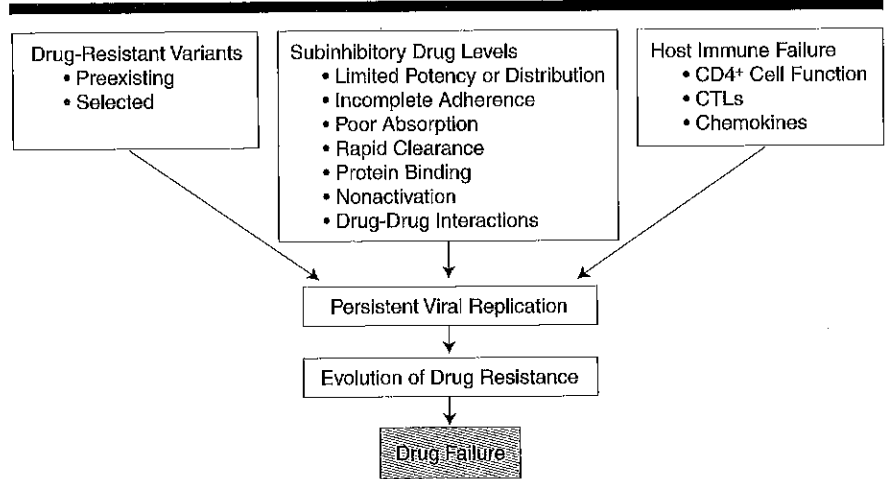 Drug-Resistant Variants
• Preexisting
• Selected
Subinhibitory Drug Levels
• Limited Potency or Distribution
• Incomplete Adherence
• Poor Absorption
• Rapid Clearance
• Protein Binding
• Nonactivation
• Drug-Drug Interactions
Host Immune Failure
• CD4⁺ Cell Function
• CTLs
• Chemokines
Persistent Viral Replication
Evolution of Drug Resistance
Drug Failure